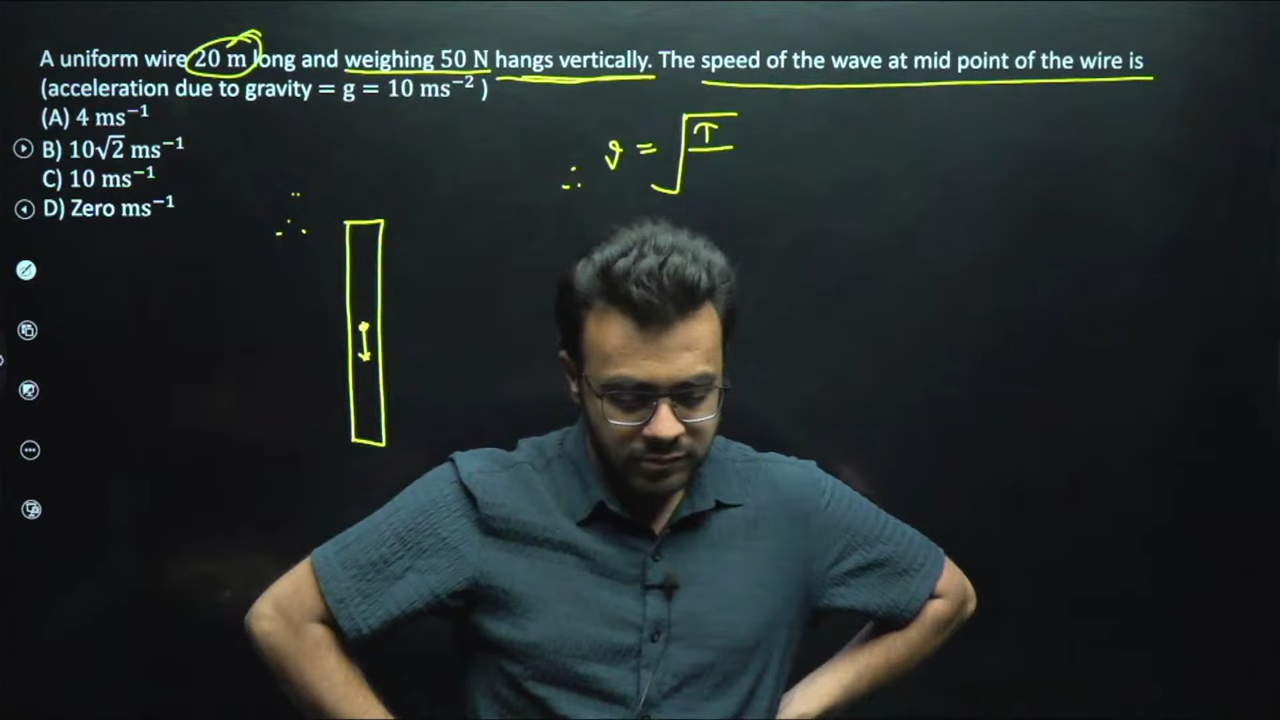 A uniform wire 20 m long and weighing 50 N hangs vertically. The speed of the wave at mid point of the wire is
(acceleration due to gravity = g = 10 ms⁻² )
(A) 4 ms⁻¹
B) 10√2 ms⁻¹
C) 10 ms⁻¹
D) Zero ms⁻¹
∴ v = √T
∴